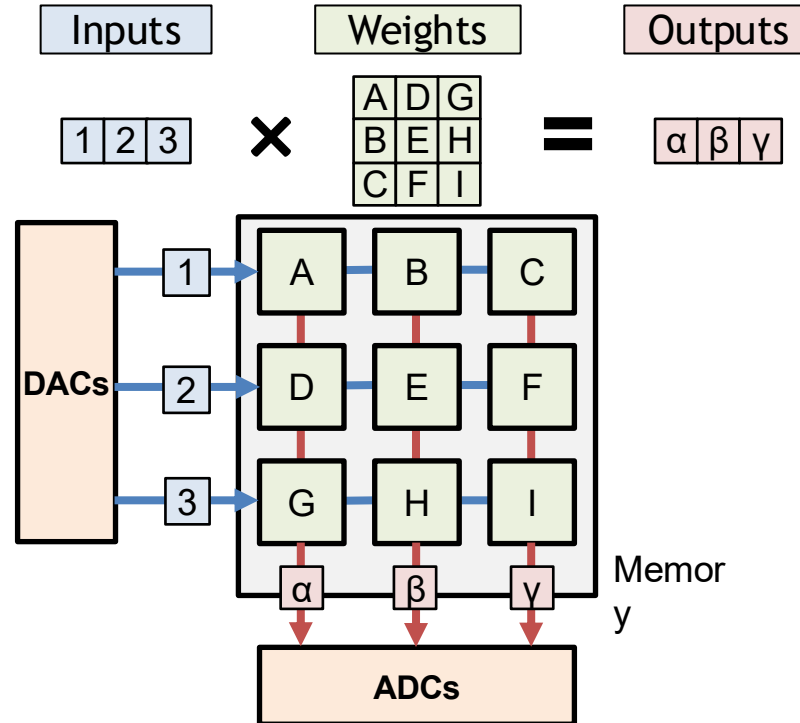 Inputs Weights Outputs
A D G
1 2 3 × B E H = α β γ
C F I
1 A B C
DACs 2 D E F
3 G H I
Memor
y
α β γ
ADCs